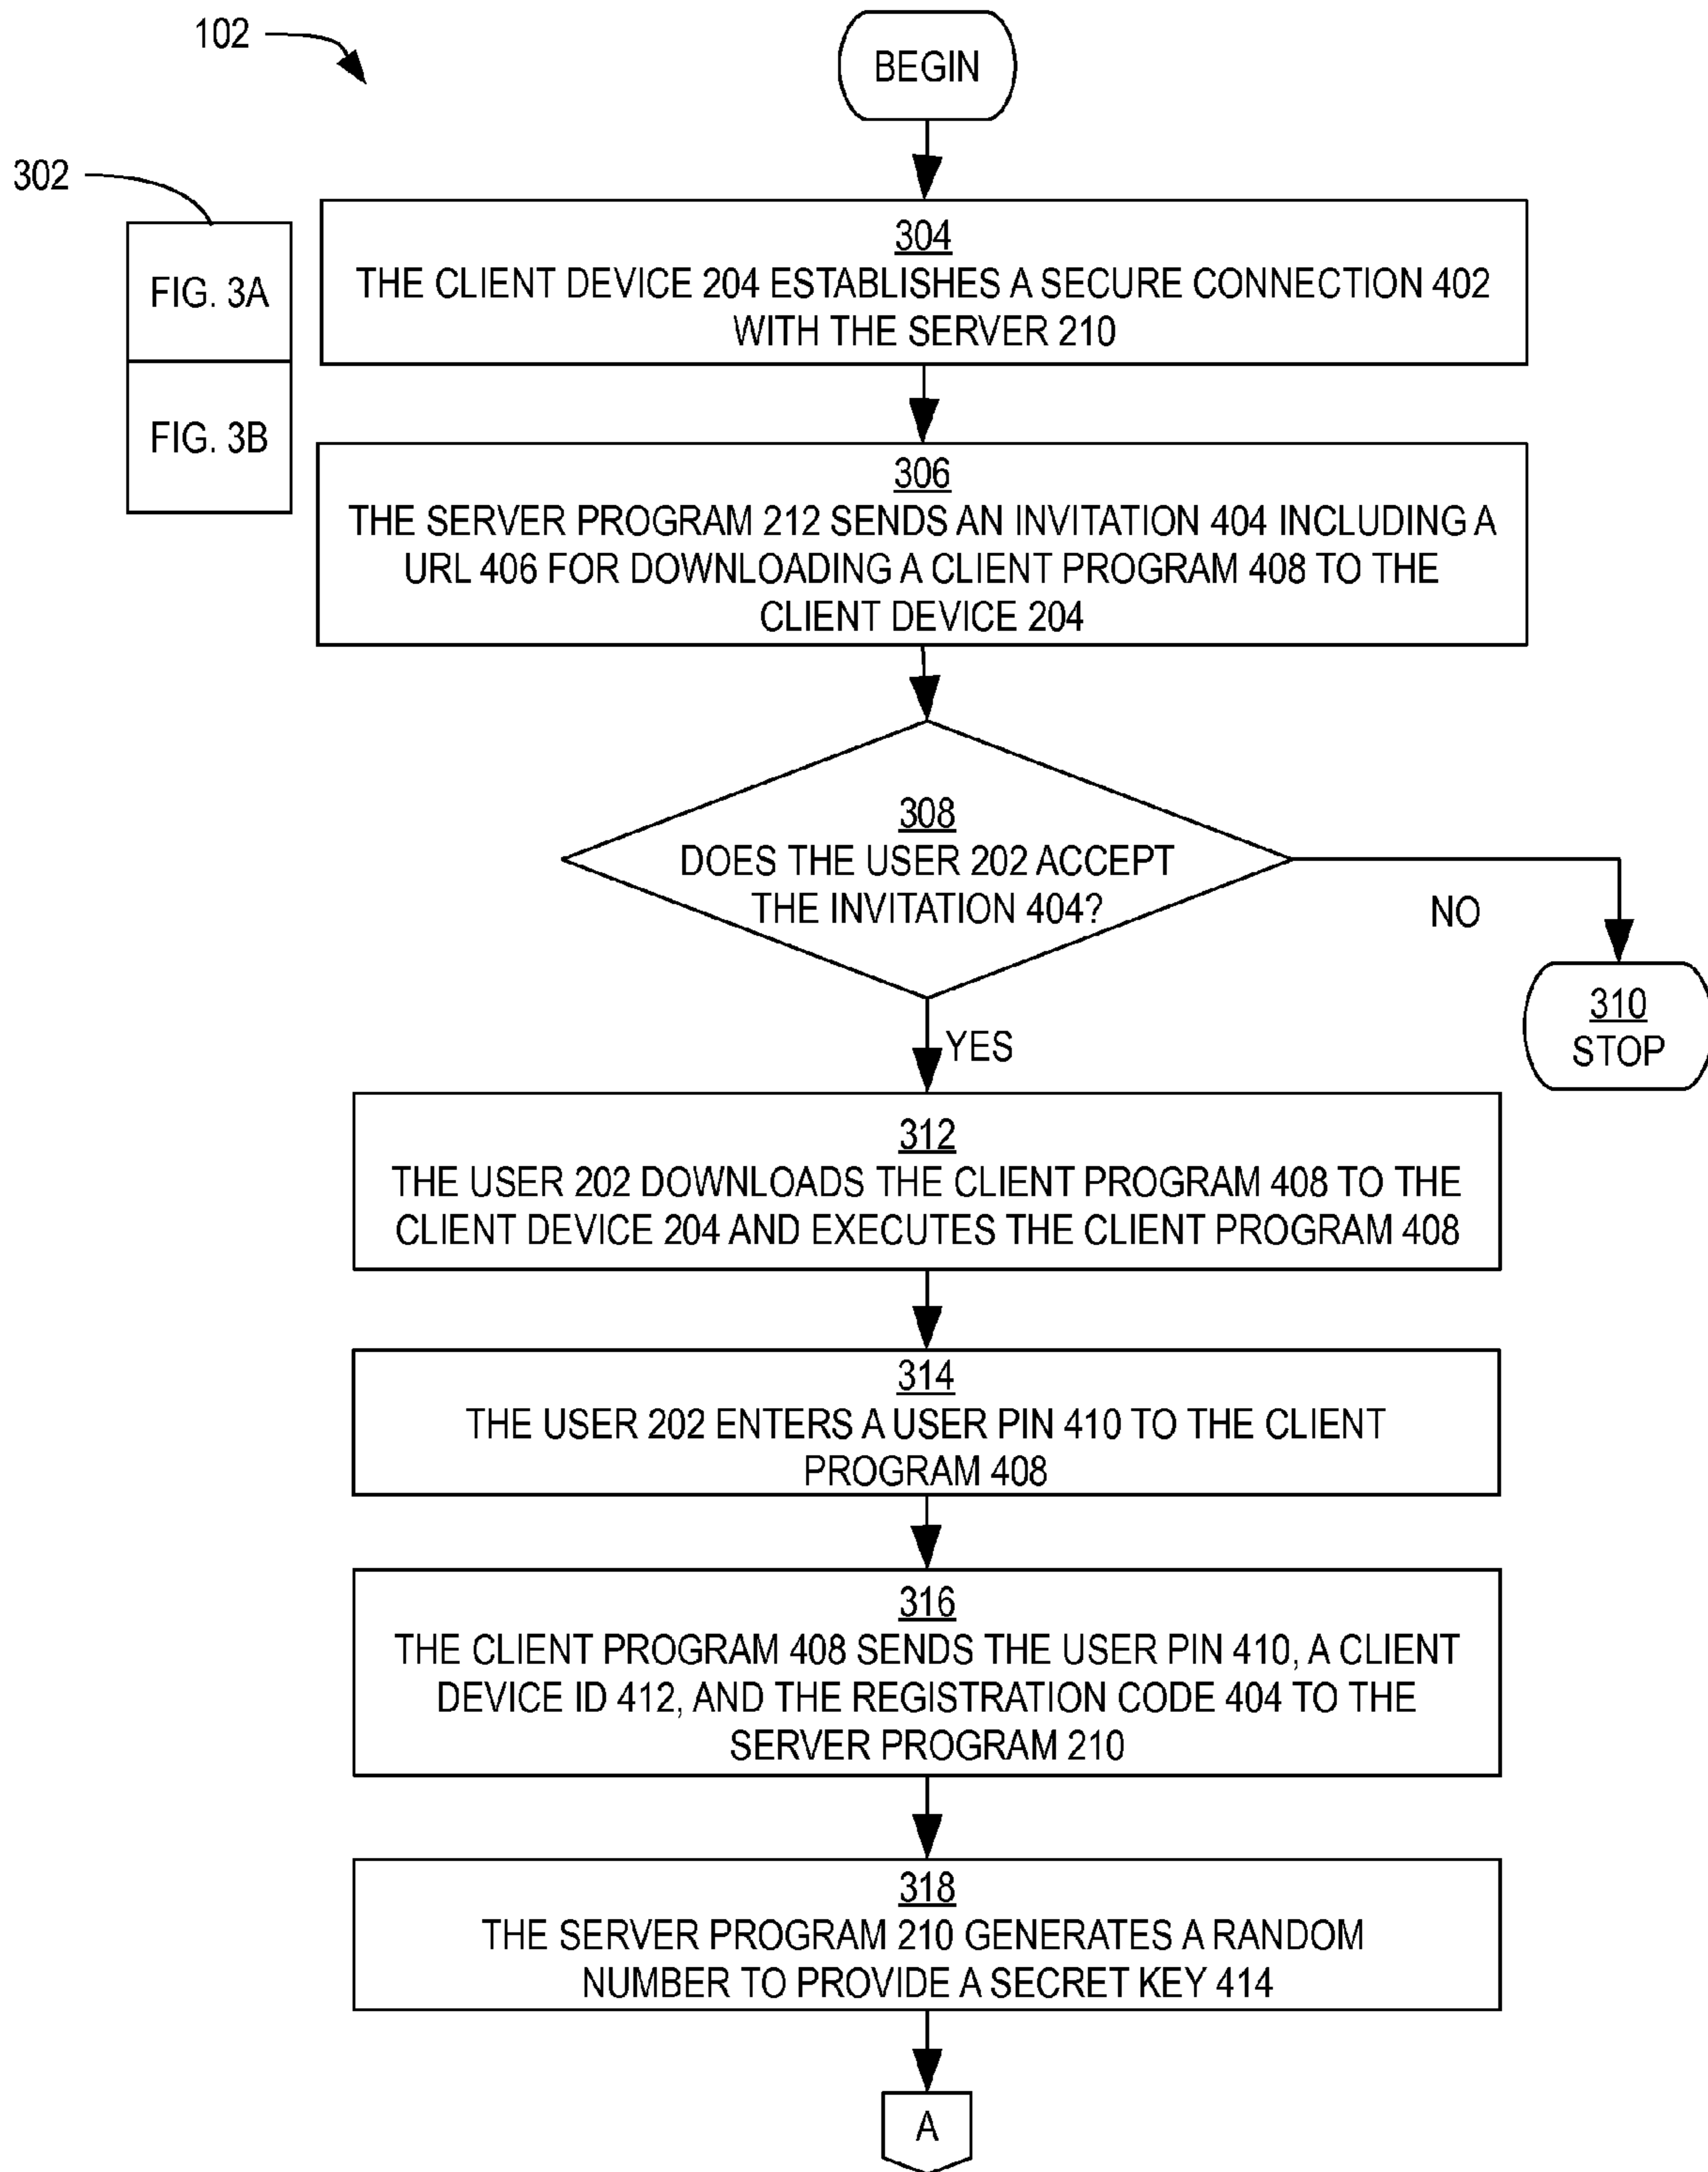 102
BEGIN
302
FIG. 3A
FIG. 3B
304
THE CLIENT DEVICE 204 ESTABLISHES A SECURE CONNECTION 402
WITH THE SERVER 210
306
THE SERVER PROGRAM 212 SENDS AN INVITATION 404 INCLUDING A
URL 406 FOR DOWNLOADING A CLIENT PROGRAM 408 TO THE
CLIENT DEVICE 204
308
DOES THE USER 202 ACCEPT
THE INVITATION 404?
NO
310
STOP
YES
312
THE USER 202 DOWNLOADS THE CLIENT PROGRAM 408 TO THE
CLIENT DEVICE 204 AND EXECUTES THE CLIENT PROGRAM 408
314
THE USER 202 ENTERS A USER PIN 410 TO THE CLIENT
PROGRAM 408
316
THE CLIENT PROGRAM 408 SENDS THE USER PIN 410, A CLIENT
DEVICE ID 412, AND THE REGISTRATION CODE 404 TO THE
SERVER PROGRAM 210
318
THE SERVER PROGRAM 210 GENERATES A RANDOM
NUMBER TO PROVIDE A SECRET KEY 414
A